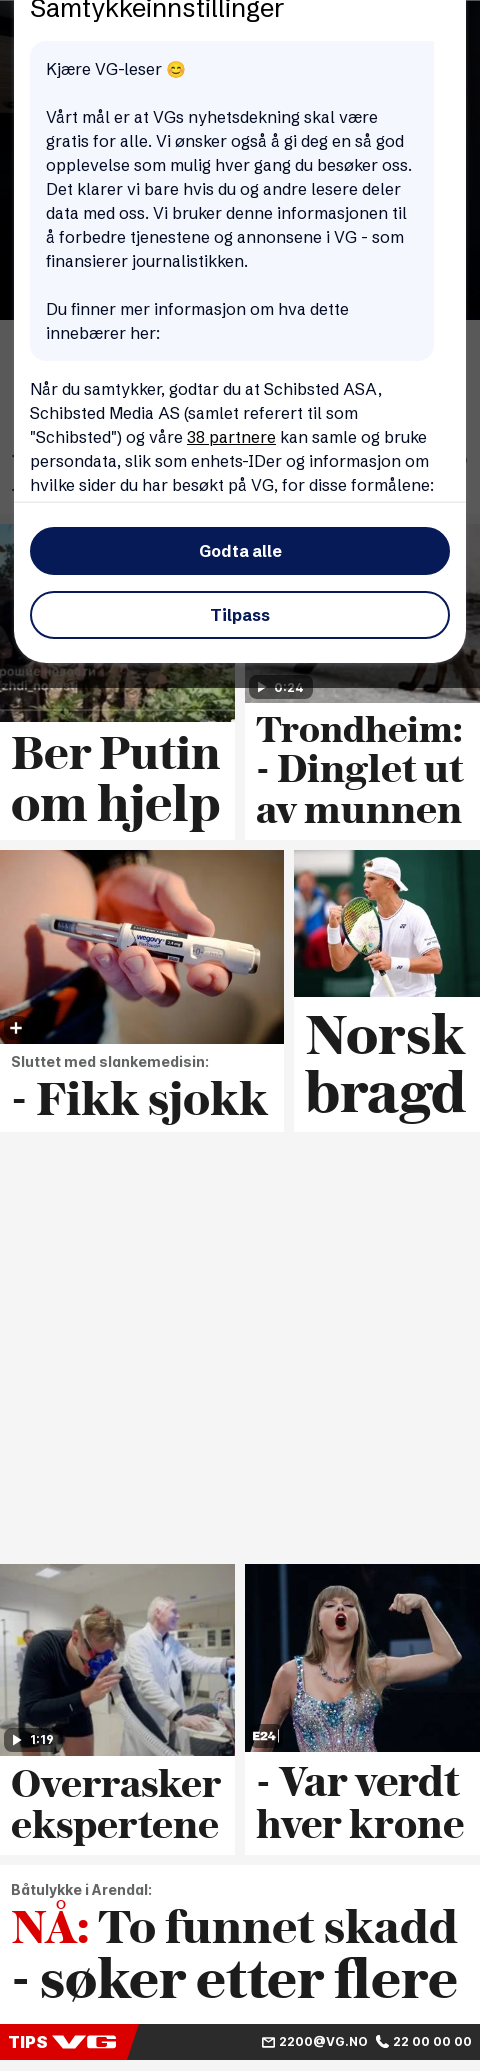 Samtykkeinnstillinger
Kjære VG-leser 😊
Vårt mål er at VGs nyhetsdekning skal være
gratis for alle. Vi ønsker også å gi deg en så god
opplevelse som mulig hver gang du besøker oss.
Det klarer vi bare hvis du og andre lesere deler
data med oss. Vi bruker denne informasjonen til
å forbedre tjenestene og annonsene i VG - som
finansierer journalistikken.
Du finner mer informasjon om hva dette
innebærer her:
Når du samtykker, godtar du at Schibsted ASA,
Schibsted Media AS (samlet referert til som
"Schibsted") og våre 38 partnere kan samle og bruke
persondata, slik som enhets-IDer og informasjon om
hvilke sider du har besøkt på VG, for disse formålene:
Godta alle
Tilpass
0:24
Ber Putin
om hjelp
Trondheim:
- Dinglet ut
av munnen
wegovy
Sluttet med slankemedisin:
- Fikk sjokk
Norsk
bragd
1:19
Overrasker
ekspertene
E24
- Var verdt
hver krone
Båtulykke i Arendal:
NÅ: To funnet skadd
- søker etter flere
TIPS VG 2200@VG.NO 22 00 00 00